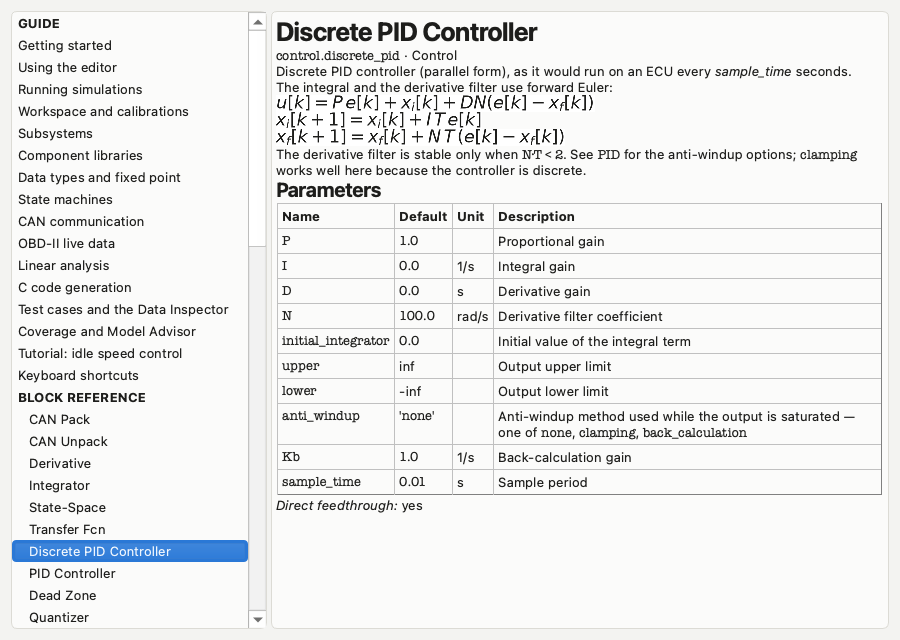 GUIDE
Getting started
Using the editor
Running simulations
Workspace and calibrations
Subsystems
Component libraries
Data types and fixed point
State machines
CAN communication
OBD-II live data
Linear analysis
C code generation
Test cases and the Data Inspector
Coverage and Model Advisor
Tutorial: idle speed control
Keyboard shortcuts
BLOCK REFERENCE
CAN Pack
CAN Unpack
Derivative
Integrator
State-Space
Transfer Fcn
Discrete PID Controller
PID Controller
Dead Zone
Quantizer
Discrete PID Controller
control.discrete_pid · Control
Discrete PID controller (parallel form), as it would run on an ECU every sample_time seconds.
The integral and the derivative filter use forward Euler:
u[k] = P e[k] + x_i[k] + D N (e[k] − x_f[k])
x_i[k + 1] = x_i[k] + I T e[k]
x_f[k + 1] = x_f[k] + N T (e[k] − x_f[k])
The derivative filter is stable only when N·T < 2. See PID for the anti-windup options; clamping
works well here because the controller is discrete.
Parameters
Name Default Unit Description
P 1.0 Proportional gain
I 0.0 1/s Integral gain
D 0.0 s Derivative gain
N 100.0 rad/s Derivative filter coefficient
initial_integrator 0.0 Initial value of the integral term
upper inf Output upper limit
lower -inf Output lower limit
anti_windup 'none' Anti-windup method used while the output is saturated —
one of none, clamping, back_calculation
Kb 1.0 1/s Back-calculation gain
sample_time 0.01 s Sample period
Direct feedthrough: yes